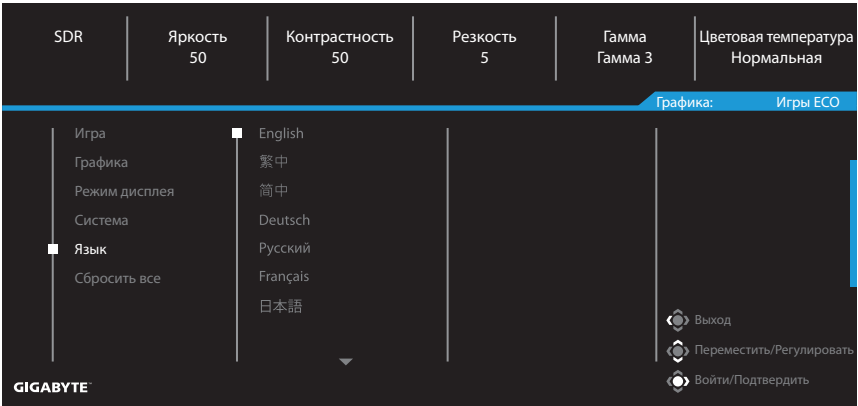 SDR
Яркость
50
Контрастность
50
Резкость
5
Гамма
Гамма 3
Цветовая температура
Нормальная
Графика: Игры ECO
Игра
Графика
Режим дисплея
Система
Язык
Сбросить все
English
繁中
简中
Deutsch
Русский
Français
日本語
Выход
Переместить/Регулировать
Войти/Подтвердить
GIGABYTE™